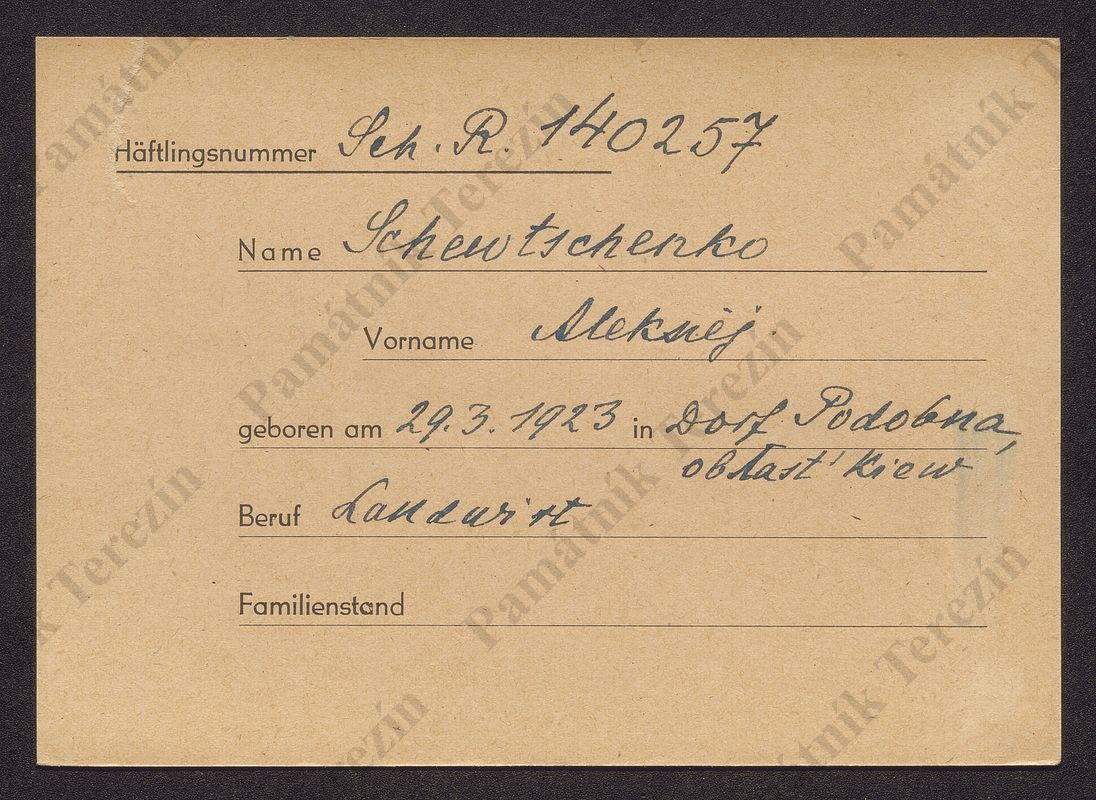 Häftlingsnummer Sch. R. 140257
Name Schewtschenko
Vorname Aleksěj
geboren am 29.3.1923 in Dorf Podobna,
oblast' Kiew
Beruf Landwirt
Familienstand
Památník Terezín